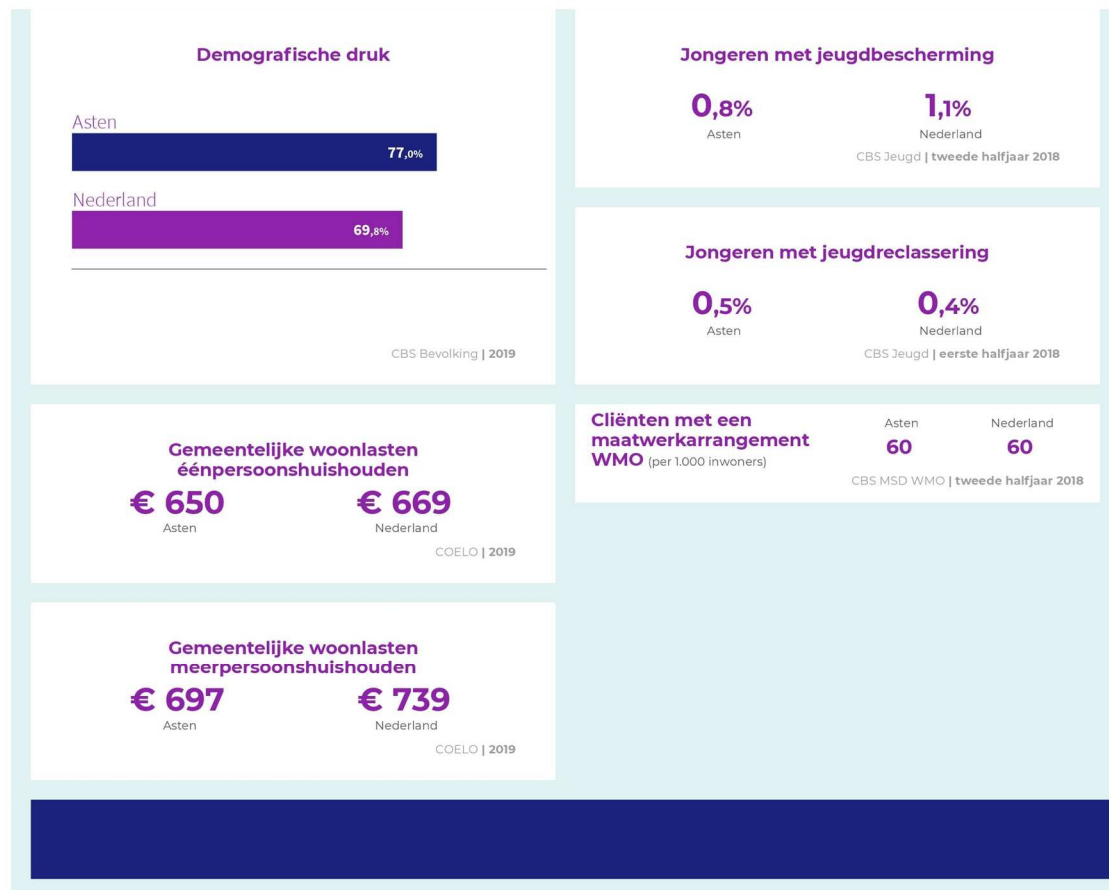 Demografische druk
Asten
77,0%
Nederland
69,8%
CBS Bevolking | 2019
Gemeentelijke woonlasten
éénpersoonshuishouden
€ 650 € 669
Asten Nederland
COELO | 2019
Gemeentelijke woonlasten
meerpersoonshuishouden
€ 697 € 739
Asten Nederland
COELO | 2019
Jongeren met jeugdbescherming
0,8% 1,1%
Asten Nederland
CBS Jeugd | tweede halfjaar 2018
Jongeren met jeugdreclassering
0,5% 0,4%
Asten Nederland
CBS Jeugd | eerste halfjaar 2018
Cliënten met een
maatwerkarrangement
WMO (per 1.000 inwoners)
Asten Nederland
60 60
CBS MSD WMO | tweede halfjaar 2018